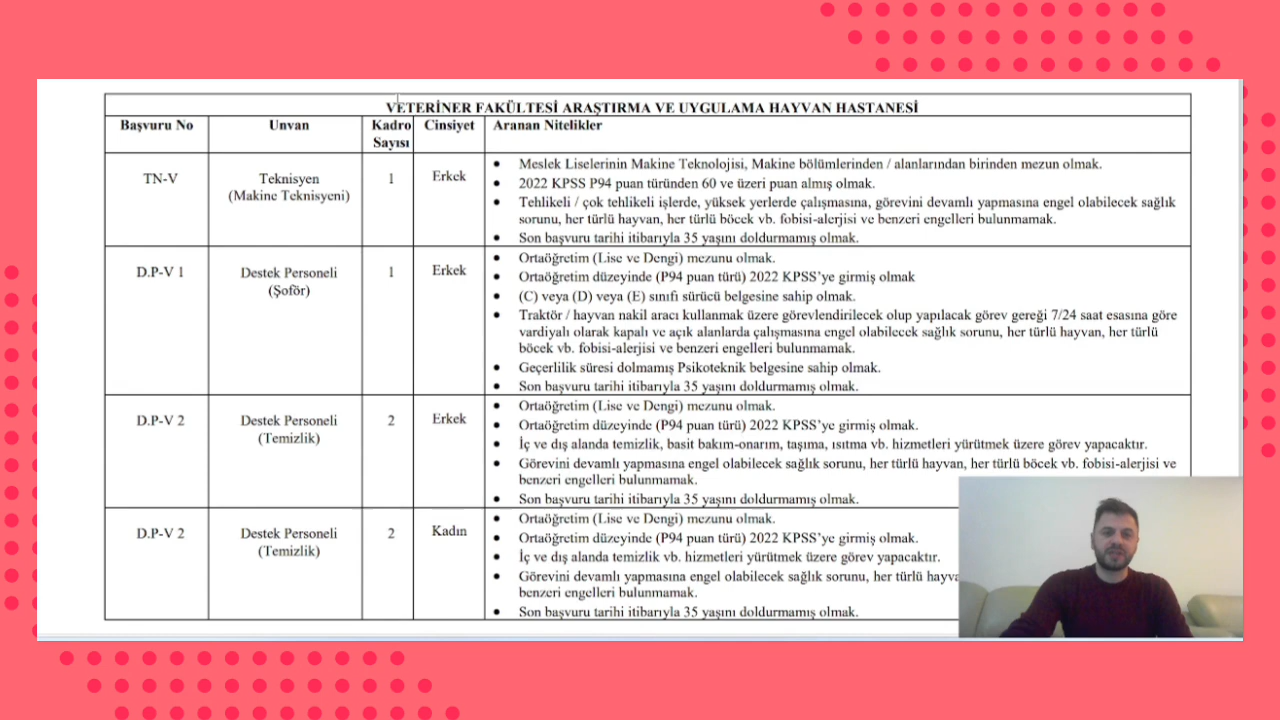 VETERİNER FAKÜLTESİ ARAŞTIRMA VE UYGULAMA HAYVAN HASTANESİ
Başvuru No Unvan Kadro Sayısı Cinsiyet Aranan Nitelikler
TN-V
Teknisyen
(Makine Teknisyeni)
1
Erkek
• Meslek Liselerinin Makine Teknolojisi, Makine bölümlerinden / alanlarından birinden mezun olmak.
• 2022 KPSS P94 puan türünden 60 ve üzeri puan almış olmak.
• Tehlikeli / çok tehlikeli işlerde, yüksek yerlerde çalışmasına, görevini devamlı yapmasına engel olabilecek sağlık
sorunu, her türlü hayvan, her türlü böcek vb. fobisi-alerjisi ve benzeri engelleri bulunmamak.
• Son başvuru tarihi itibarıyla 35 yaşını doldurmamış olmak.
D.P-V 1
Destek Personeli
(Şoför)
1
Erkek
• Ortaöğretim (Lise ve Dengi) mezunu olmak.
• Ortaöğretim düzeyinde (P94 puan türü) 2022 KPSS’ye girmiş olmak
• (C) veya (D) veya (E) sınıfı sürücü belgesine sahip olmak.
• Traktör / hayvan nakil aracı kullanmak üzere görevlendirilecek olup yapılacak görev gereği 7/24 saat esasına göre
vardiyalı olarak kapalı ve açık alanlarda çalışmasına engel olabilecek sağlık sorunu, her türlü hayvan, her türlü
böcek vb. fobisi-alerjisi ve benzeri engelleri bulunmamak.
• Geçerlilik süresi dolmamış Psikoteknik belgesine sahip olmak.
• Son başvuru tarihi itibarıyla 35 yaşını doldurmamış olmak.
D.P-V 2
Destek Personeli
(Temizlik)
2
Erkek
• Ortaöğretim (Lise ve Dengi) mezunu olmak.
• Ortaöğretim düzeyinde (P94 puan türü) 2022 KPSS’ye girmiş olmak.
• İç ve dış alanda temizlik, basit bakım-onarım, taşıma, ısıtma vb. hizmetleri yürütmek üzere görev yapacaktır.
• Görevini devamlı yapmasına engel olabilecek sağlık sorunu, her türlü hayvan, her türlü böcek vb. fobisi-alerjisi ve
benzeri engelleri bulunmamak.
• Son başvuru tarihi itibarıyla 35 yaşını doldurmamış olmak.
D.P-V 2
Destek Personeli
(Temizlik)
2
Kadın
• Ortaöğretim (Lise ve Dengi) mezunu olmak.
• Ortaöğretim düzeyinde (P94 puan türü) 2022 KPSS’ye girmiş olmak.
• İç ve dış alanda temizlik vb. hizmetleri yürütmek üzere görev yapacaktır.
• Görevini devamlı yapmasına engel olabilecek sağlık sorunu, her türlü
benzeri engelleri bulunmamak.
• Son başvuru tarihi itibarıyla 35 yaşını doldurmamış olmak.